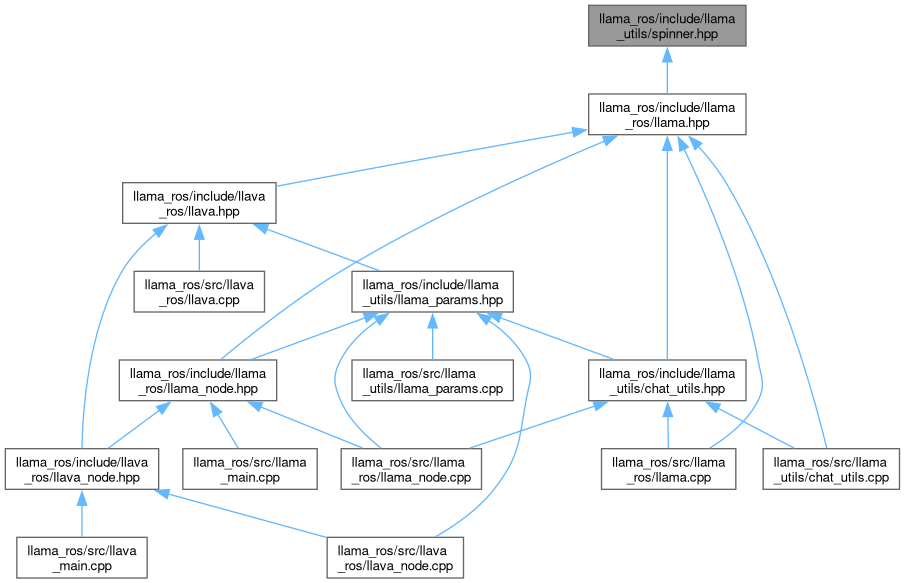 llama_ros/include/llama
_utils/spinner.hpp
llama_ros/include/llama
_ros/llama.hpp
llama_ros/include/llava
_ros/llava.hpp
llama_ros/src/llava
_ros/llava.cpp
llama_ros/include/llama
_utils/llama_params.hpp
llama_ros/include/llama
_ros/llama_node.hpp
llama_ros/src/llama
_utils/llama_params.cpp
llama_ros/include/llama
_utils/chat_utils.hpp
llama_ros/include/llava
_ros/llava_node.hpp
llama_ros/src/llama
_main.cpp
llama_ros/src/llama
_ros/llama_node.cpp
llama_ros/src/llama
_ros/llama.cpp
llama_ros/src/llama
_utils/chat_utils.cpp
llama_ros/src/llava
_main.cpp
llama_ros/src/llava
_ros/llava_node.cpp